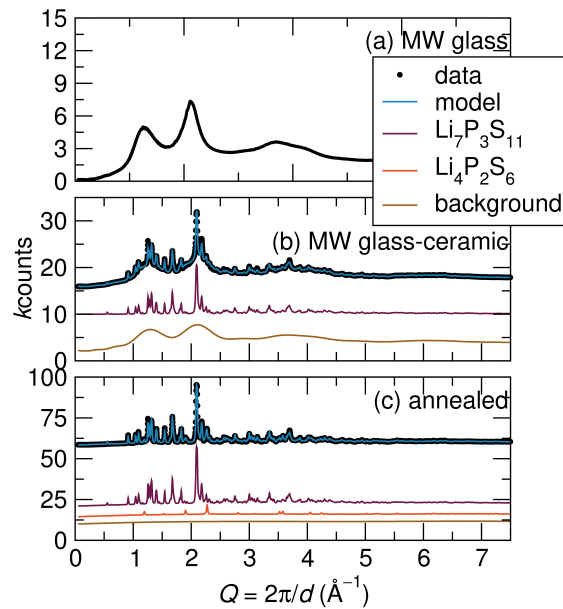 15
(a) MW glass
12
9
6
3
0
data
model
Li₇P₃S₁₁
Li₄P₂S₆
background
30
(b) MW glass-ceramic
20
10
0
kcounts
100
(c) annealed
75
50
25
0
0 1 2 3 4 5 6 7
Q = 2π/d (Å⁻¹)